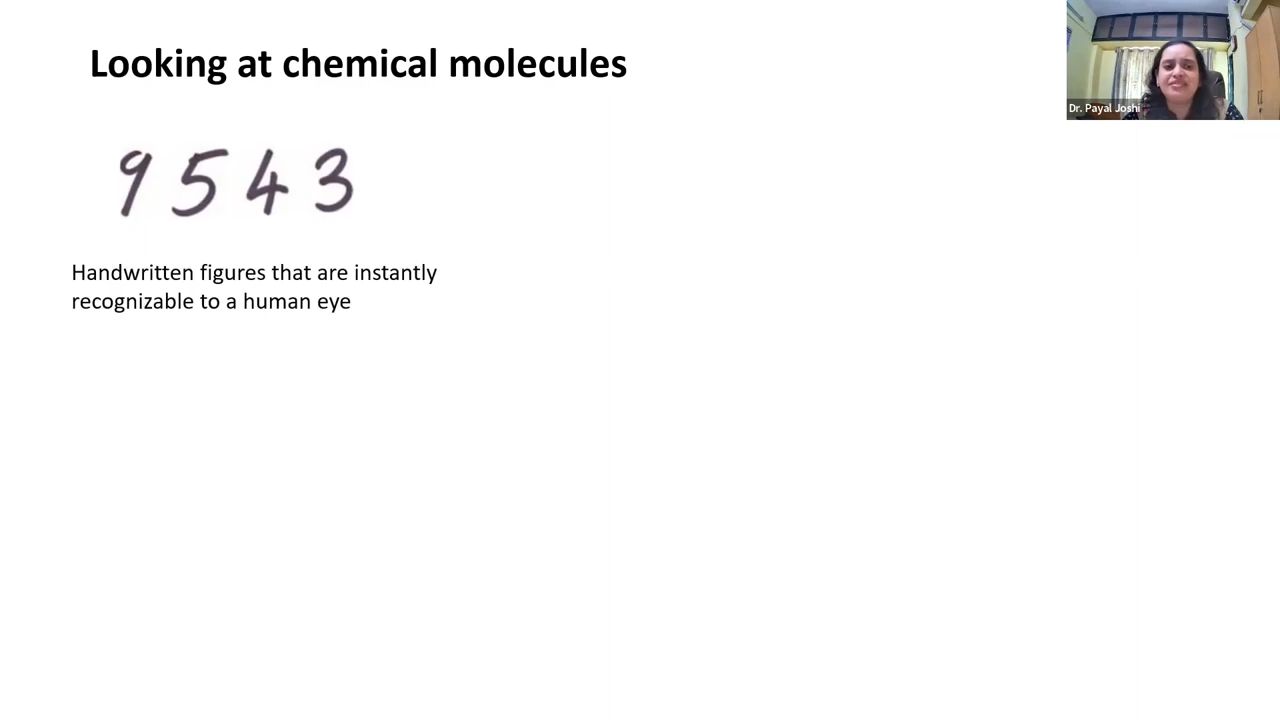 Looking at chemical molecules
Dr. Payal Joshi
9 5 4 3
Handwritten figures that are instantly
recognizable to a human eye